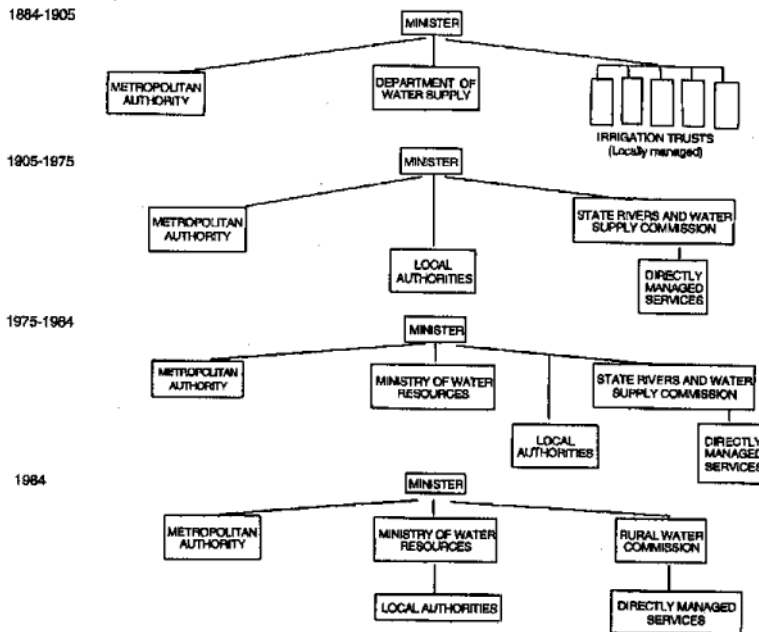 1884-1905
MINISTER
METROPOLITAN
AUTHORITY
DEPARTMENT OF
WATER SUPPLY
IRRIGATION TRUSTS
(Locally managed)
1905-1975
MINISTER
METROPOLITAN
AUTHORITY
LOCAL
AUTHORITIES
STATE RIVERS AND WATER
SUPPLY COMMISSION
DIRECTLY
MANAGED
SERVICES
1975-1984
MINISTER
METROPOLITAN
AUTHORITY
MINISTRY OF WATER
RESOURCES
STATE RIVERS AND WATER
SUPPLY COMMISSION
LOCAL
AUTHORITIES
DIRECTLY
MANAGED
SERVICES
1984
MINISTER
METROPOLITAN
AUTHORITY
MINISTRY OF WATER
RESOURCES
RURAL WATER
COMMISSION
LOCAL AUTHORITIES
DIRECTLY MANAGED
SERVICES